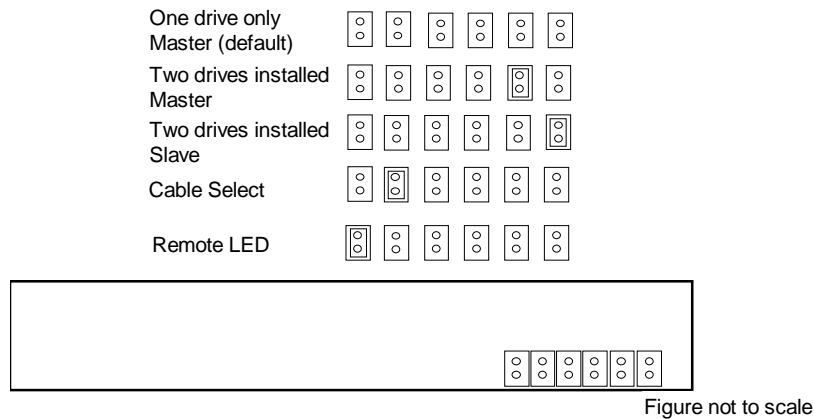 One drive only
Master (default)
Two drives installed
Master
Two drives installed
Slave
Cable Select
Remote LED
Figure not to scale